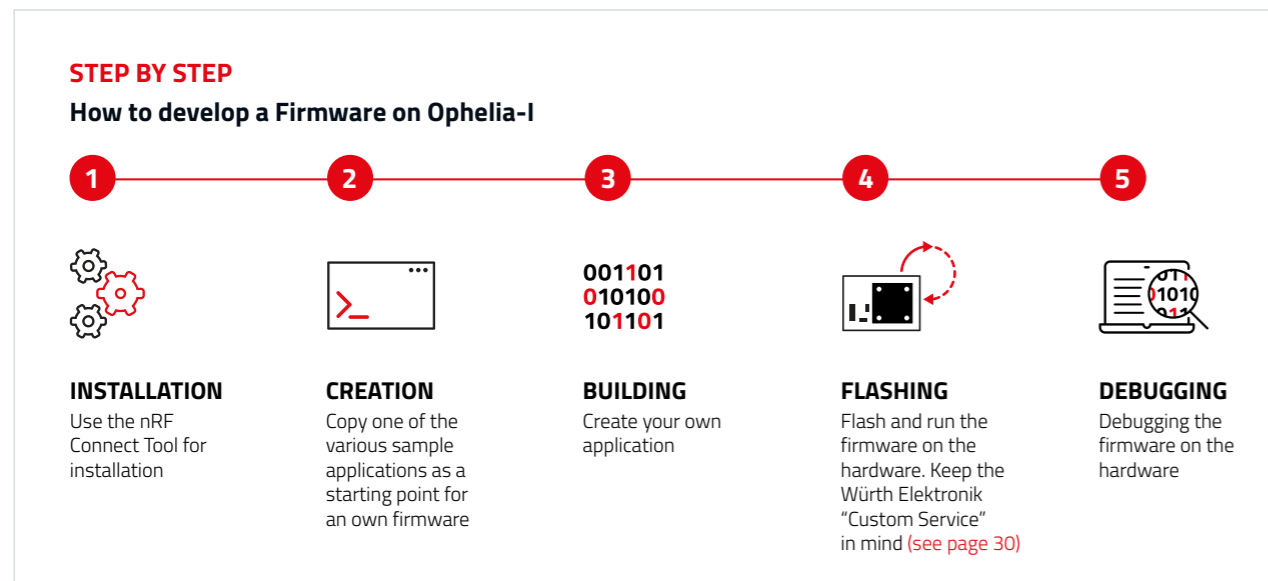 STEP BY STEP
How to develop a Firmware on Ophelia-I
1
2
3
4
5
001101
010100
101101
011
01010
011
INSTALLATION
Use the nRF
Connect Tool for
installation
CREATION
Copy one of the
various sample
applications as a
starting point for
an own firmware
BUILDING
Create your own
application
FLASHING
Flash and run the
firmware on the
hardware. Keep the
Würth Elektronik
“Custom Service”
in mind (see page 30)
DEBUGGING
Debugging the
firmware on the
hardware